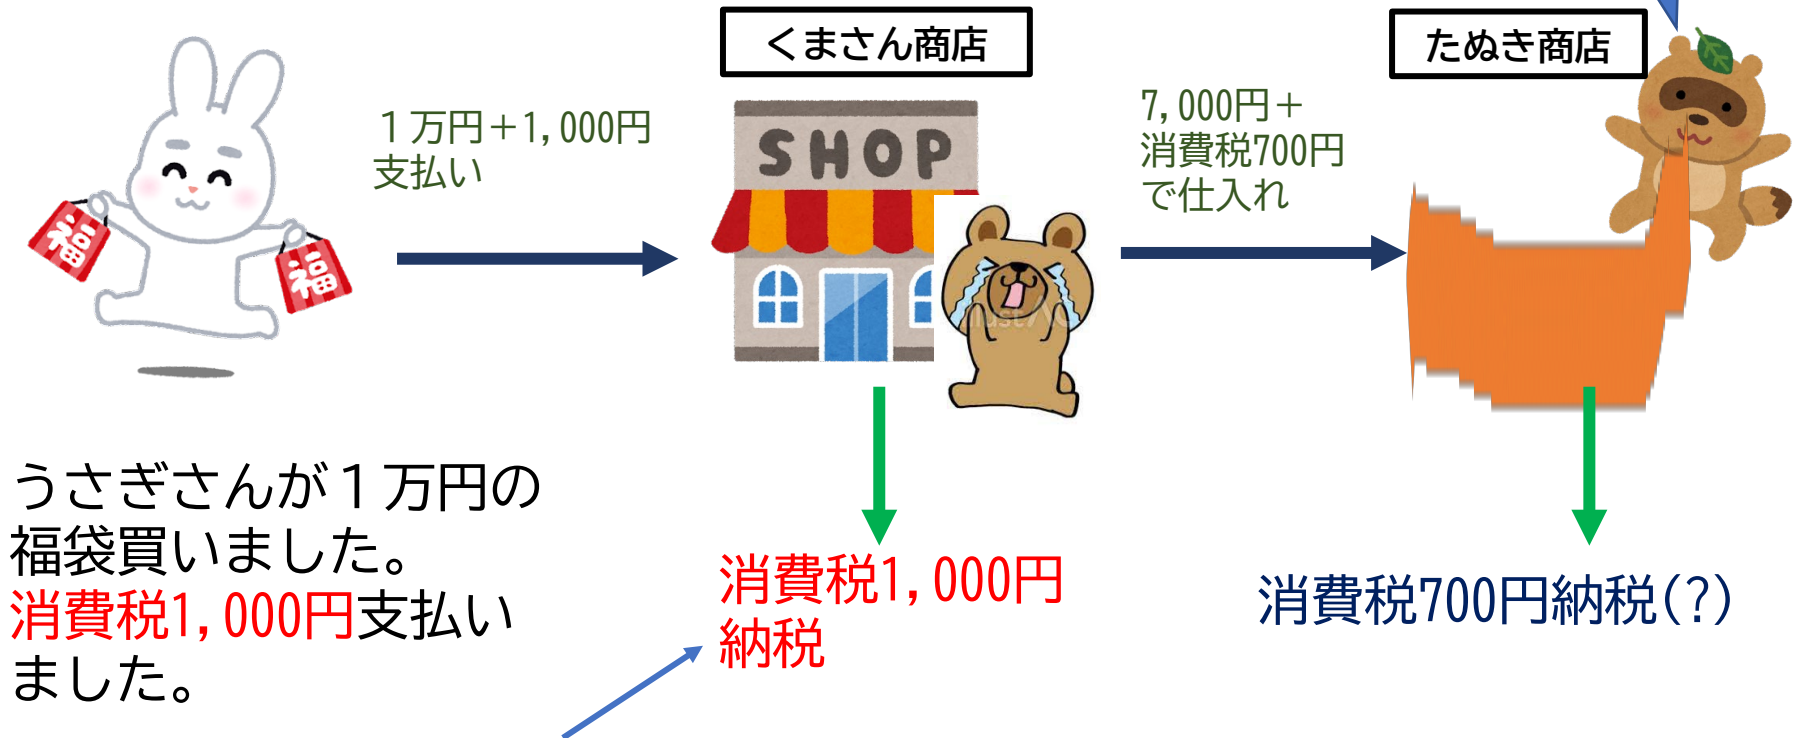 くまさん商店
たぬき商店
１万円＋1,000円
支払い
7,000円＋
消費税700円
で仕入れ
SHOP
福
福
うさぎさんが１万円の
福袋買いました。
消費税1,000円支払い
ました。
消費税1,000円
納税
消費税700円納税(?)